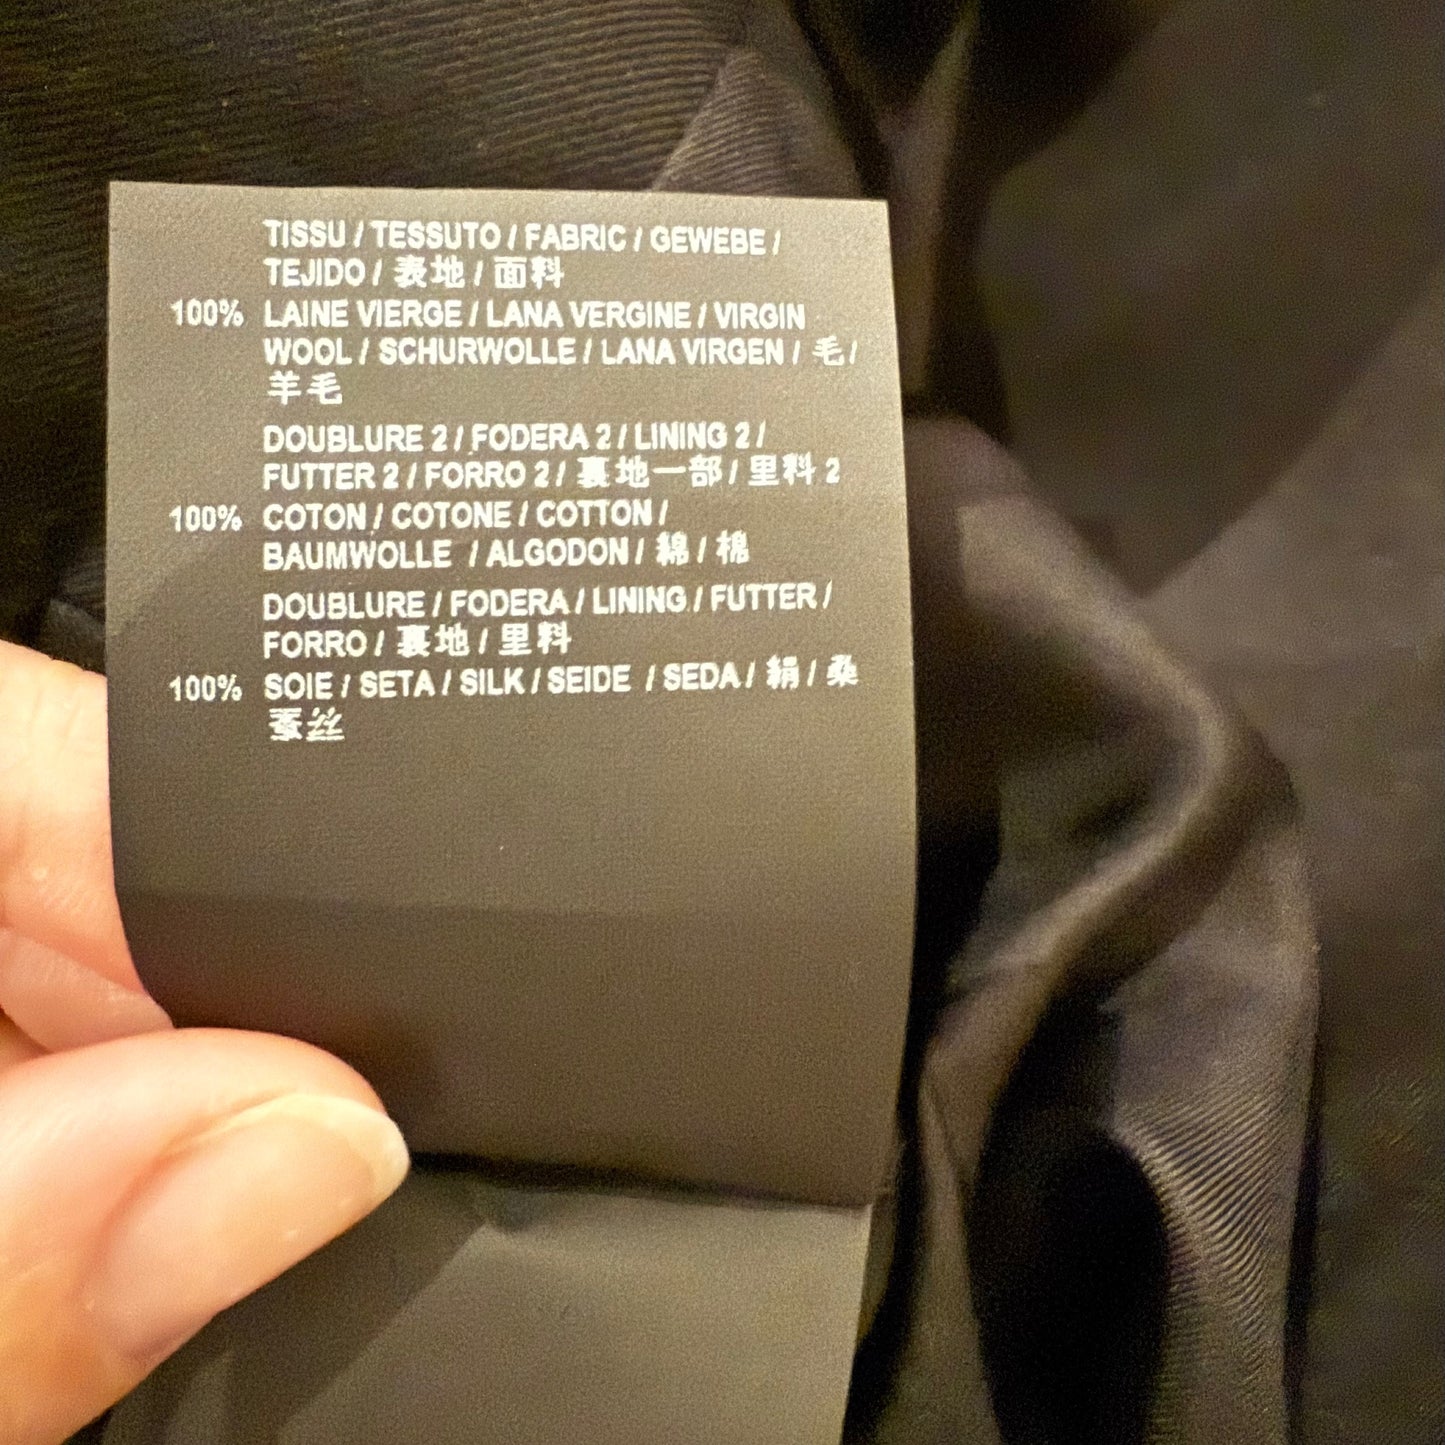 TISSU / TESSUTO / FABRIC / GEWEBE /
TEJIDO / 表地 / 面料
100% LAINE VIERGE / LANA VERGINE / VIRGIN
WOOL / SCHURWOLLE / LANA VIRGEN / 毛 /
羊毛
DOUBLURE 2 / FODERA 2 / LINING 2 /
FUTTER 2 / FORRO 2 / 裏地一部 / 里料 2
100% COTON / COTONE / COTTON /
BAUMWOLLE / ALGODON / 綿 / 棉
DOUBLURE / FODERA / LINING / FUTTER /
FORRO / 裏地 / 里料
100% SOIE / SETA / SILK / SEIDE / SEDA / 絹 / 桑
蚕丝